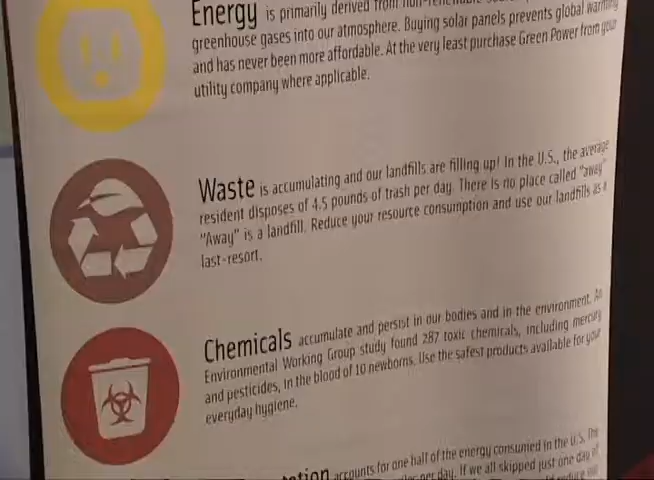 Energy is primarily derived from non-renewable
greenhouse gases into our atmosphere. Buying solar panels prevents global warming
and has never been more affordable. At the very least purchase Green Power from your
utility company where applicable.
Waste is accumulating and our landfills are filling up! In the U.S., the average
resident disposes of 4.5 pounds of trash per day. There is no place called "away"
"Away" is a landfill. Reduce your resource consumption and use our landfills as a
last-resort.
Chemicals accumulate and persist in our bodies and in the environment. An
Environmental Working Group study found 287 toxic chemicals, including mercury
and pesticides, in the blood of 10 newborns. Use the safest products available for your
everyday hygiene.
accounts for one half of the energy consumed in the U.S. The
per day. If we all skipped just one day of